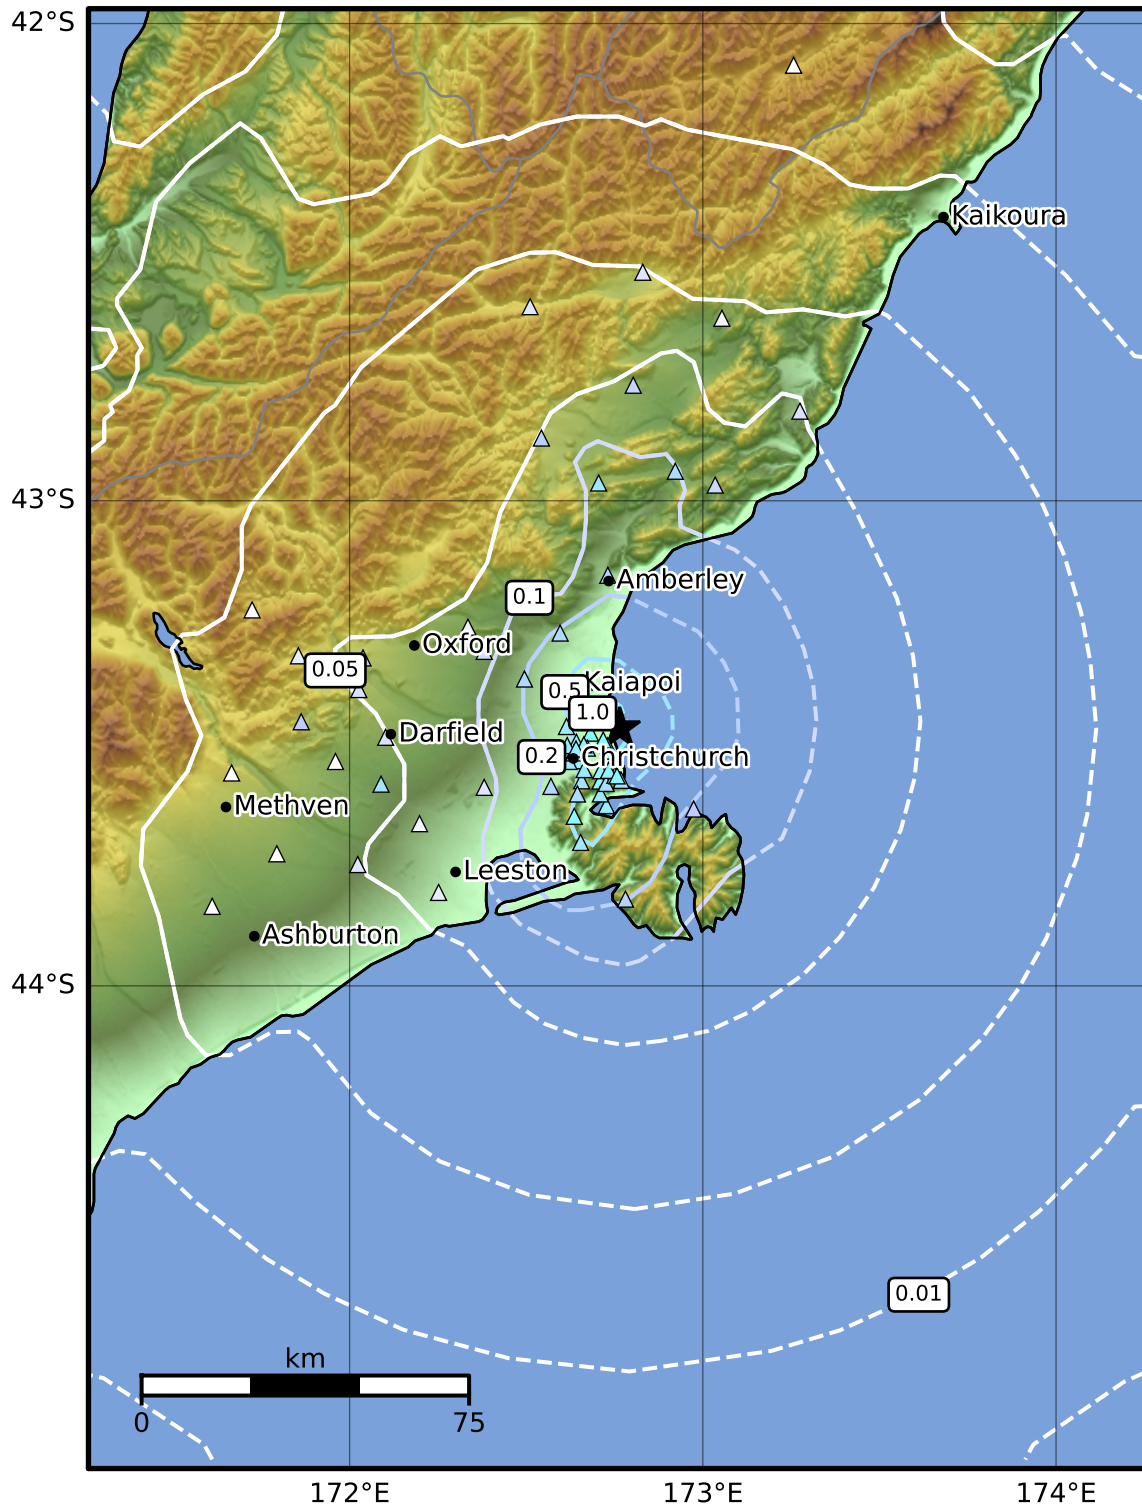 42°S
Kaikoura
43°S
Amberley
0.1
Oxford
0.05
Kaiapoi
0.5
1.0
Darfield
0.2
Christchurch
Methven
Leeston
Ashburton
44°S
0.01
km
0
75
172°E
173°E
174°E